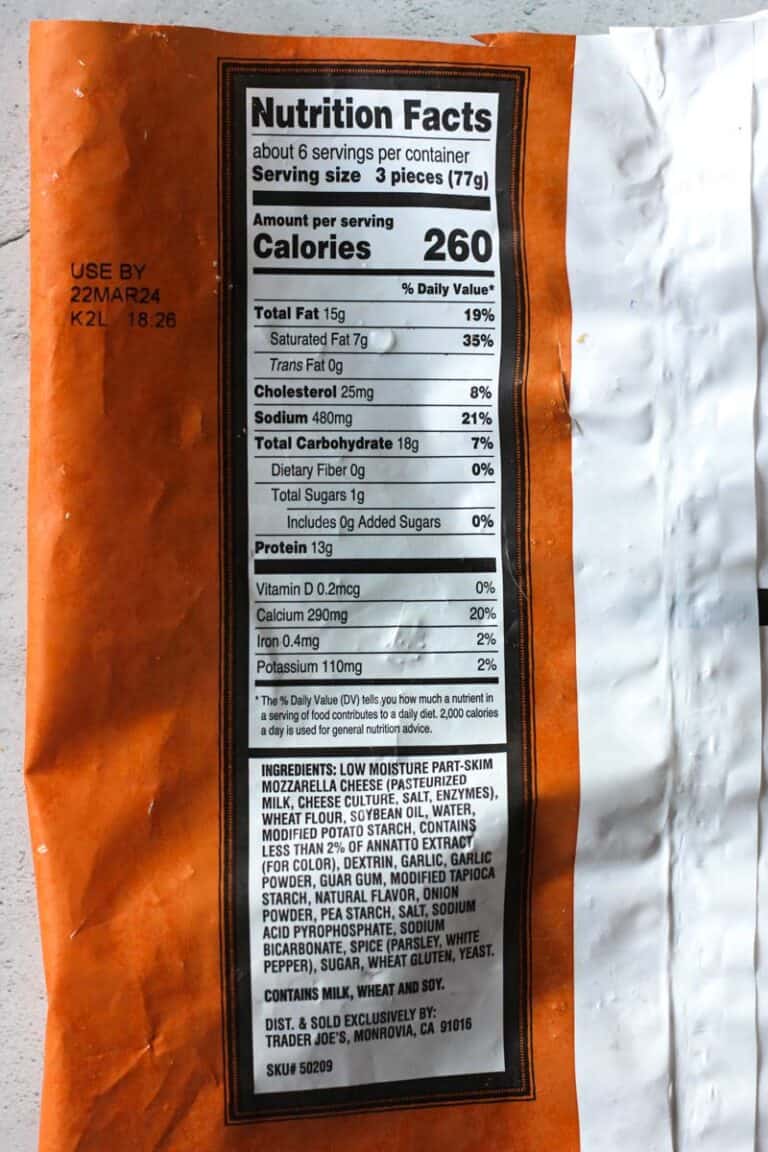 USE BY
22MAR24
K2L 18:26
Nutrition Facts
about 6 servings per container
Serving size 3 pieces (77g)
Amount per serving
Calories 260
% Daily Value*
Total Fat 15g 19%
Saturated Fat 7g 35%
Trans Fat 0g
Cholesterol 25mg 8%
Sodium 480mg 21%
Total Carbohydrate 18g 7%
Dietary Fiber 0g 0%
Total Sugars 1g
Includes 0g Added Sugars 0%
Protein 13g
Vitamin D 0.2mcg 0%
Calcium 290mg 20%
Iron 0.4mg 2%
Potassium 110mg 2%
* The % Daily Value (DV) tells you how much a nutrient in
a serving of food contributes to a daily diet. 2,000 calories
a day is used for general nutrition advice.
INGREDIENTS: LOW MOISTURE PART-SKIM
MOZZARELLA CHEESE (PASTEURIZED
MILK, CHEESE CULTURE, SALT, ENZYMES),
WHEAT FLOUR, SOYBEAN OIL, WATER,
MODIFIED POTATO STARCH, CONTAINS
LESS THAN 2% OF ANNATTO EXTRACT
(FOR COLOR), DEXTRIN, GARLIC, GARLIC
POWDER, GUAR GUM, MODIFIED TAPIOCA
STARCH, NATURAL FLAVOR, ONION
POWDER, PEA STARCH, SALT, SODIUM
ACID PYROPHOSPHATE, SODIUM
BICARBONATE, SPICE (PARSLEY, WHITE
PEPPER), SUGAR, WHEAT GLUTEN, YEAST.
CONTAINS MILK, WHEAT AND SOY.
DIST. & SOLD EXCLUSIVELY BY:
TRADER JOE'S, MONROVIA, CA 91016
SKU# 50209